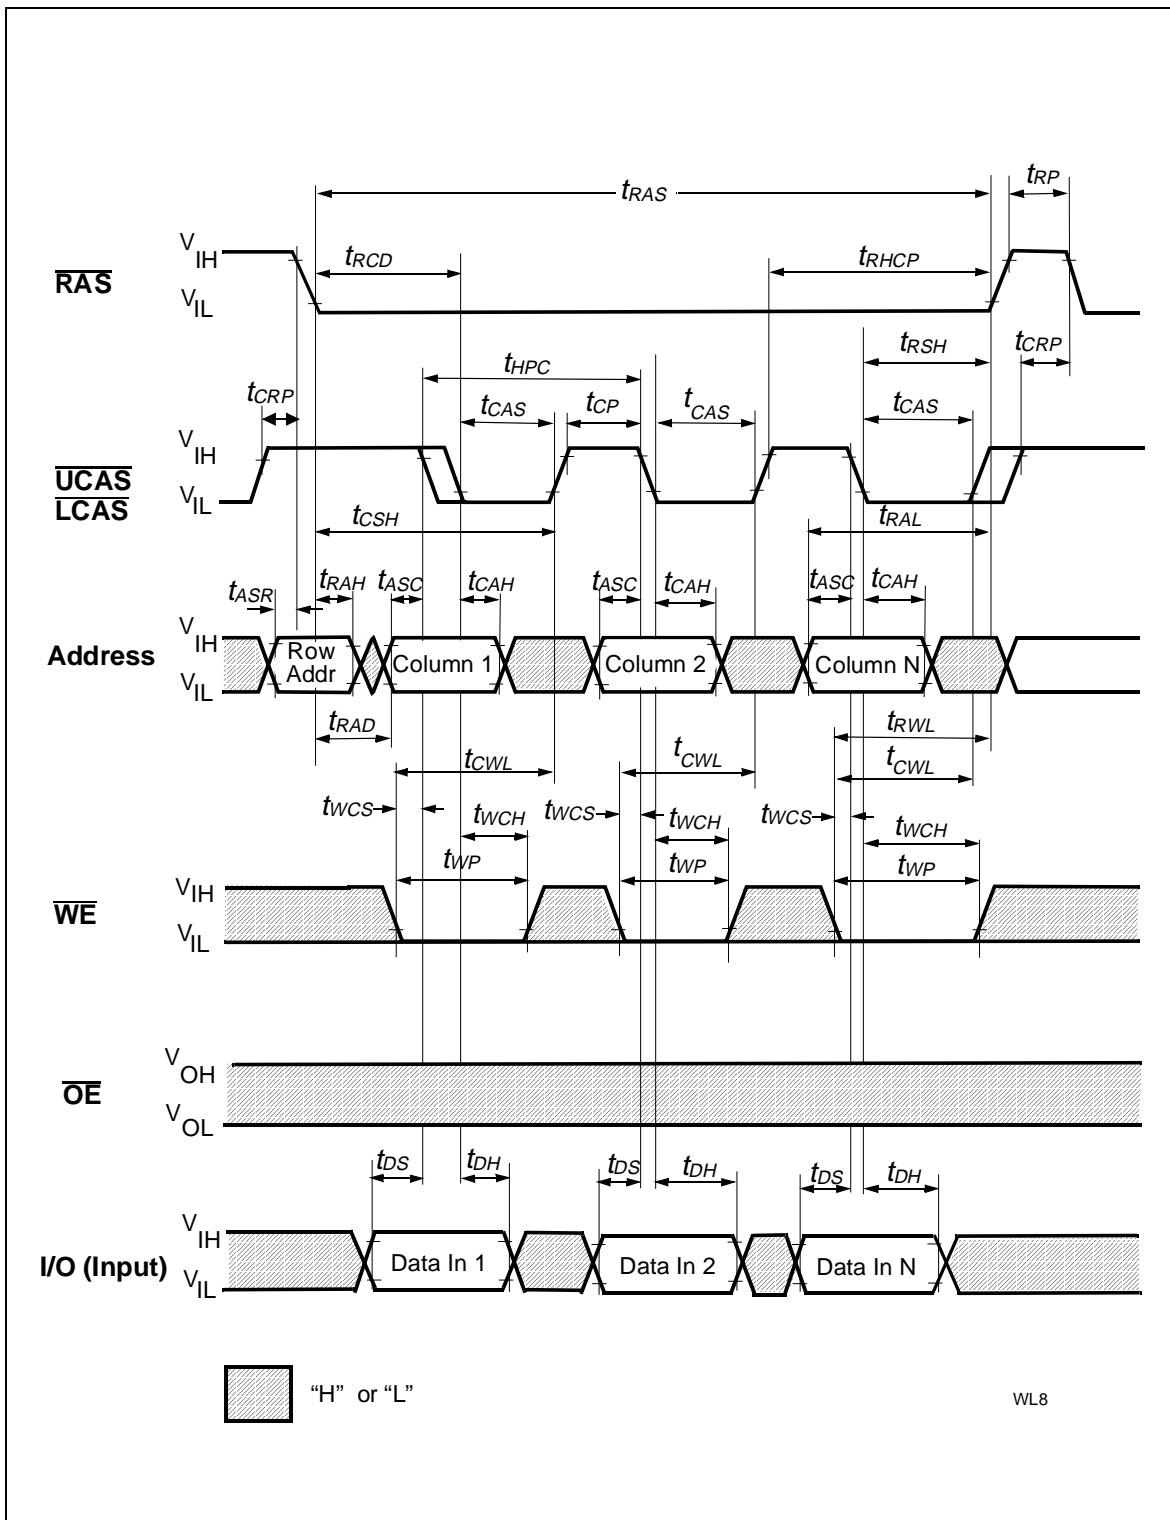 tRAS tRP
VIH tRCD tRHCP
RAS
VIL
tHPC tRSH tCRP
tCRP tCAS tCP tCAS tCAS
VIH
UCAS
LCAS
VIL
tCSH tRAL
tASR tRAH tASC tCAH tASC tCAH tASC tCAH
VIH
Address Row Addr Column 1 Column 2 Column N
VIL
tRAD tRWL
tCWL tCWL tCWL
tWCS tWCH tWCS tWCH tWCS tWCH
tWP tWP tWP
VIH
WE
VIL
VOH
OE
VOL
tDS tDH tDS tDH tDS tDH
VIH
I/O (Input) Data In 1 Data In 2 Data In N
VIL
“H” or “L”
WL8